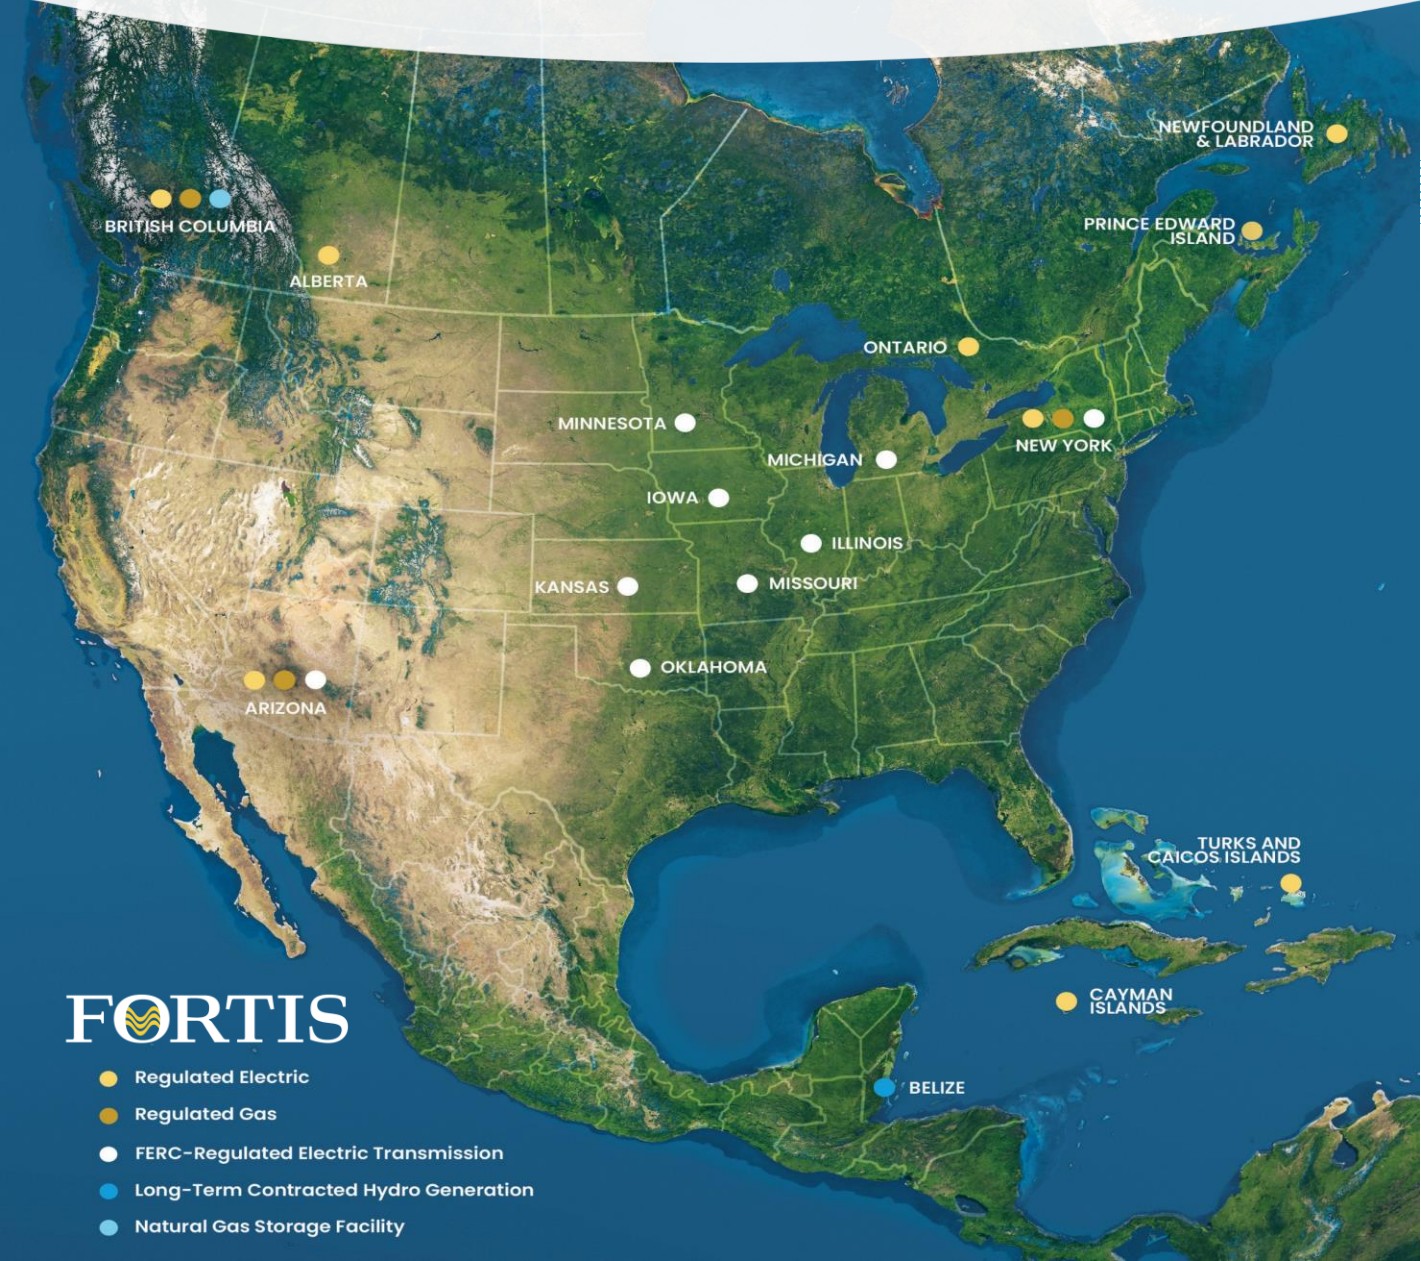 NEWFOUNDLAND
& LABRADOR
BRITISH COLUMBIA
PRINCE EDWARD
ISLAND
ALBERTA
ONTARIO
MINNESOTA
NEW YORK
MICHIGAN
IOWA
ILLINOIS
KANSAS
MISSOURI
OKLAHOMA
ARIZONA
TURKS AND
CAICOS ISLANDS
CAYMAN
ISLANDS
BELIZE
FORTIS
Regulated Electric
Regulated Gas
FERC-Regulated Electric Transmission
Long-Term Contracted Hydro Generation
Natural Gas Storage Facility